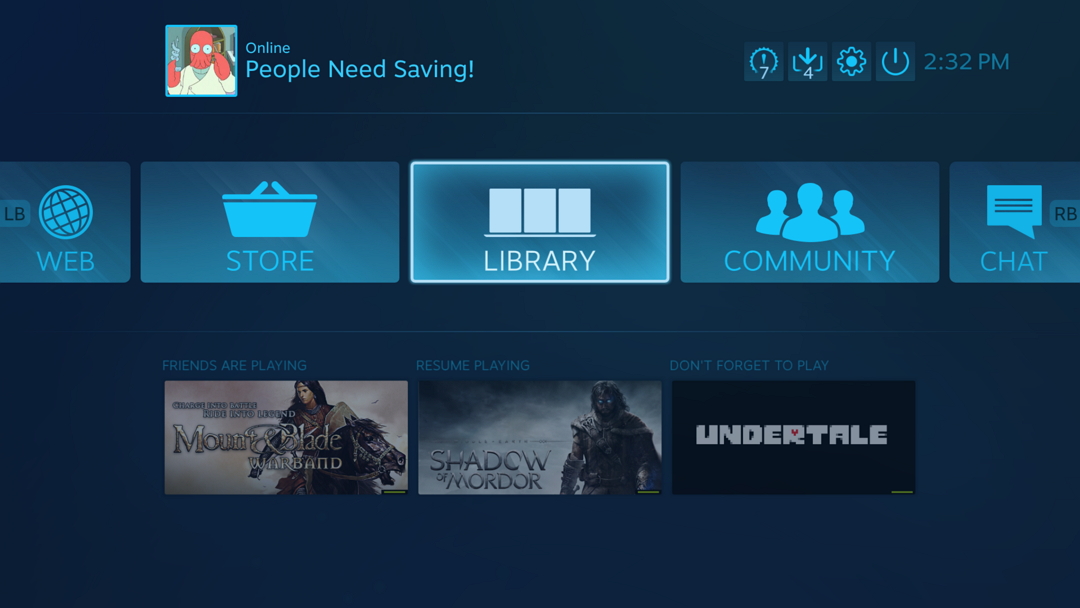 Online
People Need Saving!
7
4
2:32 PM
LB
WEB
STORE
LIBRARY
COMMUNITY
CHAT
RB
FRIENDS ARE PLAYING
RESUME PLAYING
DON'T FORGET TO PLAY
CHARGE INTO BATTLE
RIDE INTO LEGEND
Mount & Blade
WARBAND
SHADOW
OF MORDOR
UNDERTALE